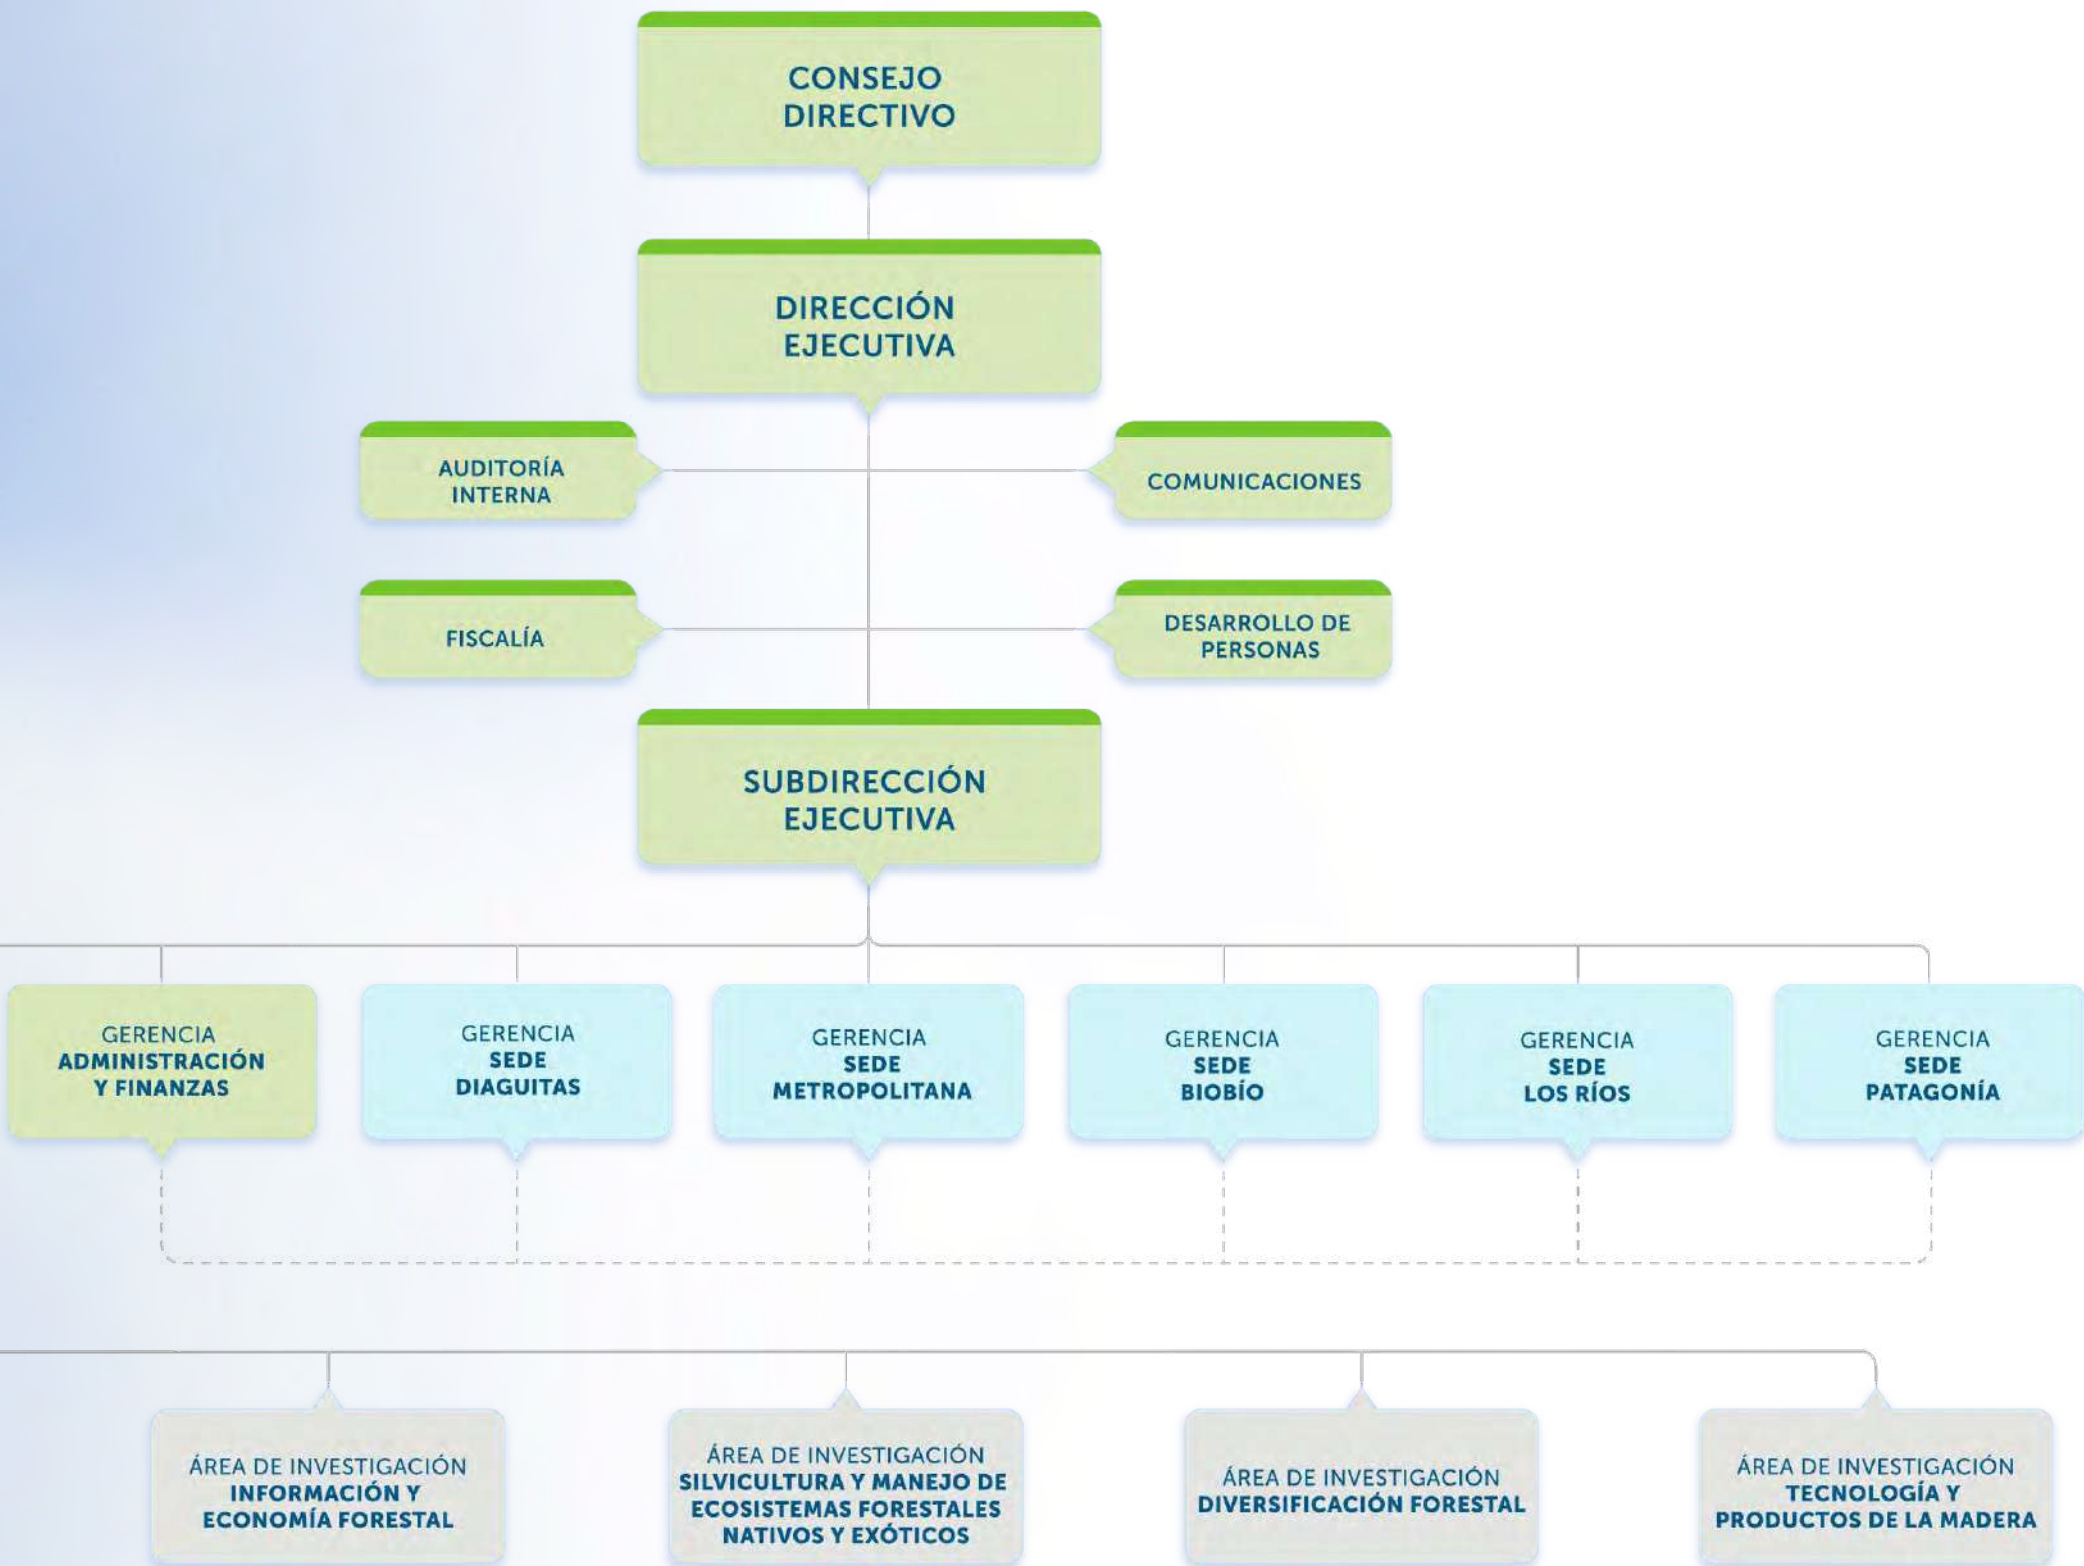 CONSEJO
DIRECTIVO
DIRECCIÓN
EJECUTIVA
AUDITORÍA
INTERNA
COMUNICACIONES
FISCALÍA
DESARROLLO DE
PERSONAS
SUBDIRECCIÓN
EJECUTIVA
GERENCIA
ADMINISTRACIÓN
Y FINANZAS
GERENCIA
SEDE
DIAGUITAS
GERENCIA
SEDE
METROPOLITANA
GERENCIA
SEDE
BIOBÍO
GERENCIA
SEDE
LOS RÍOS
GERENCIA
SEDE
PATAGONÍA
ÁREA DE INVESTIGACIÓN
INFORMACIÓN Y
ECONOMÍA FORESTAL
ÁREA DE INVESTIGACIÓN
SILVICULTURA Y MANEJO DE
ECOSISTEMAS FORESTALES
NATIVOS Y EXÓTICOS
ÁREA DE INVESTIGACIÓN
DIVERSIFICACIÓN FORESTAL
ÁREA DE INVESTIGACIÓN
TECNOLOGÍA Y
PRODUCTOS DE LA MADERA